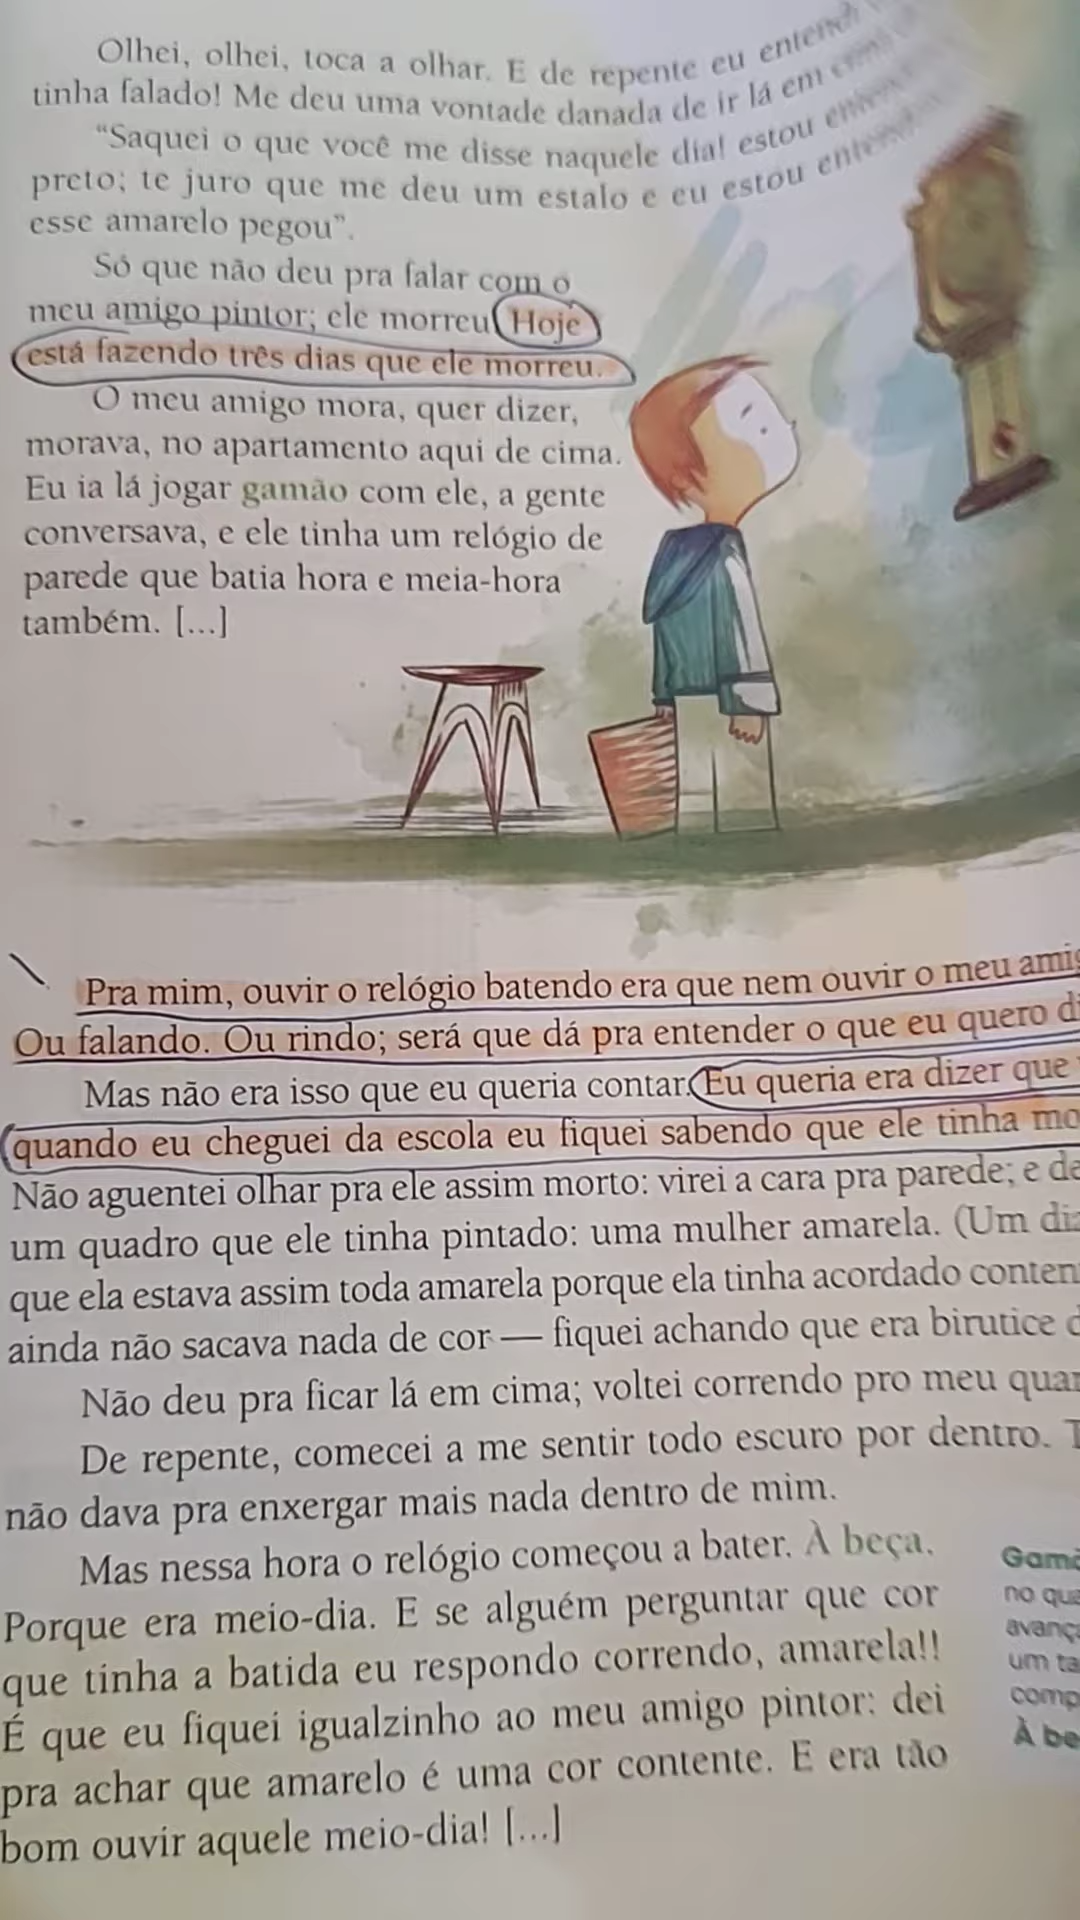 Olhei, olhei, toca a olhar. E de repente eu entendi
tinha falado! Me deu uma vontade danada de ir lá em
“Saquei o que você me disse naquele dia! estou
preto; te juro que me deu um estalo e eu estou
esse amarelo pegou”.
Só que não deu pra falar com o
meu amigo pintor; ele morreu. Hoje
está fazendo três dias que ele morreu.
O meu amigo mora, quer dizer,
morava, no apartamento aqui de cima.
Eu ia lá jogar gamão com ele, a gente
conversava, e ele tinha um relógio de
parede que batia hora e meia-hora
também. [...]
Pra mim, ouvir o relógio batendo era que nem ouvir o meu
Ou falando. Ou rindo; será que dá pra entender o que eu quero
Mas não era isso que eu queria contar. Eu queria era dizer que
quando eu cheguei da escola eu fiquei sabendo que ele tinha
Não aguentei olhar pra ele assim morto: virei a cara pra parede; e
um quadro que ele tinha pintado: uma mulher amarela. (Um
que ela estava assim toda amarela porque ela tinha acordado
ainda não sacava nada de cor — fiquei achando que era birutice
Não deu pra ficar lá em cima; voltei correndo pro meu
De repente, comecei a me sentir todo escuro por dentro.
não dava pra enxergar mais nada dentro de mim.
Mas nessa hora o relógio começou a bater. À beça.
Porque era meio-dia. E se alguém perguntar que cor
que tinha a batida eu respondo correndo, amarela!!
É que eu fiquei igualzinho ao meu amigo pintor: dei
pra achar que amarelo é uma cor contente. E era tão
bom ouvir aquele meio-dia! [...]
no
um
À